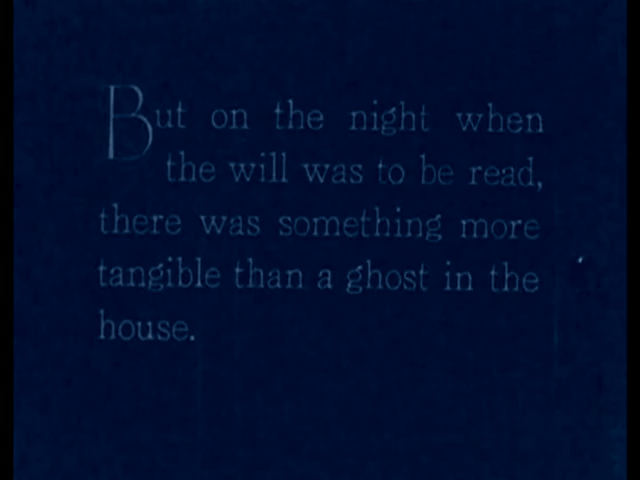 But on the night when
the will was to be read,
there was something more
tangible than a ghost in the
house.